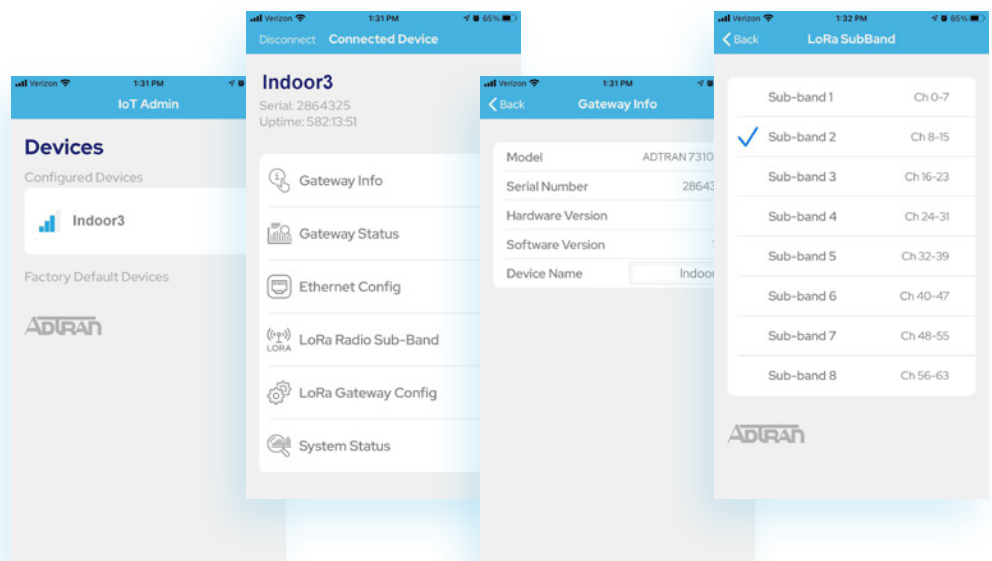 Verizon 1:31 PM
IoT Admin
Devices
Configured Devices
Indoor3
Factory Default Devices
ADTRAN
Verizon 1:31 PM 65%
Disconnect Connected Device
Indoor3
Serial: 2864325
Uptime: 582:13:51
Gateway Info
Gateway Status
Ethernet Config
LORA LoRa Radio Sub-Band
LoRa Gateway Config
System Status
Verizon 1:31 PM
Back Gateway Info
Model ADTRAN 7310
Serial Number 28643
Hardware Version
Software Version
Device Name Indoor
Verizon 1:32 PM 65%
Back LoRa SubBand
Sub-band 1 Ch 0-7
Sub-band 2 Ch 8-15
Sub-band 3 Ch 16-23
Sub-band 4 Ch 24-31
Sub-band 5 Ch 32-39
Sub-band 6 Ch 40-47
Sub-band 7 Ch 48-55
Sub-band 8 Ch 56-63
ADTRAN